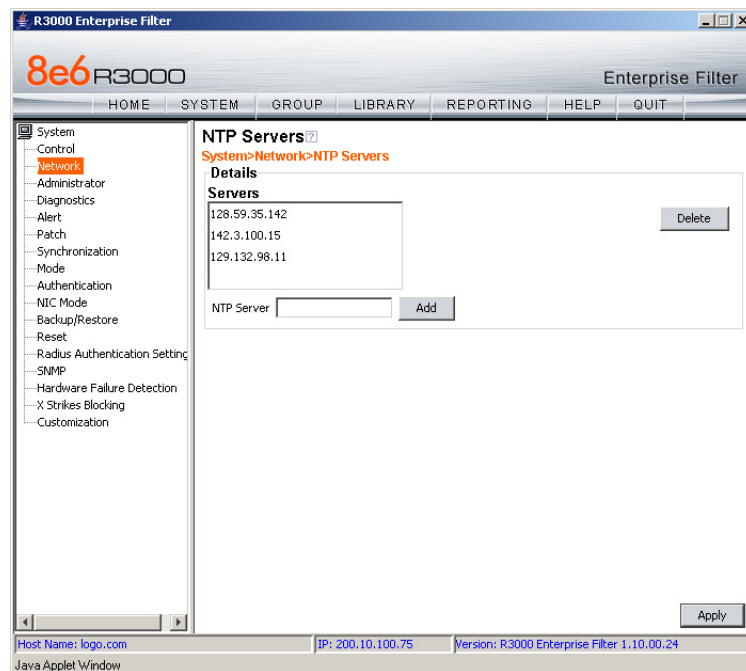 R3000 Enterprise Filter
8e6 R3000
Enterprise Filter
HOME SYSTEM GROUP LIBRARY REPORTING HELP QUIT
System
Control
Network
Administrator
Diagnostics
Alert
Patch
Synchronization
Mode
Authentication
NIC Mode
Backup/Restore
Reset
Radius Authentication Setting
SNMP
Hardware Failure Detection
X Strikes Blocking
Customization
NTP Servers ?
System>Network>NTP Servers
Details
Servers
128.59.35.142
142.3.100.15
129.132.98.11
Delete
NTP Server
Add
Apply
Host Name: logo.com
IP: 200.10.100.75
Version: R3000 Enterprise Filter 1.10.00.24
Java Applet Window